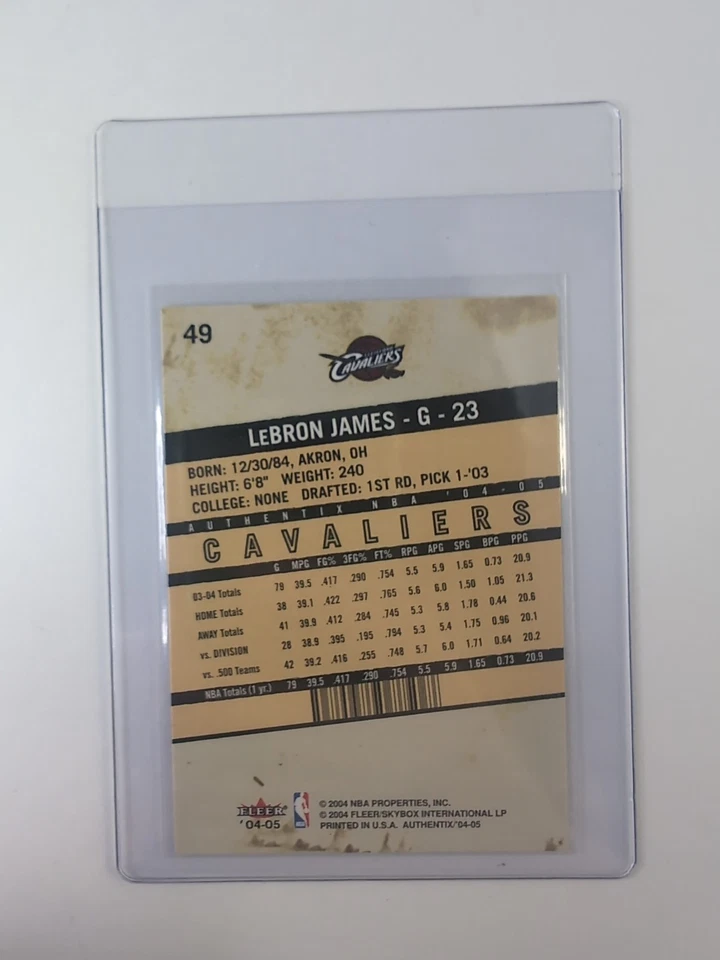 49
CAVALIERS
LEBRON JAMES - G - 23
BORN: 12/30/84, AKRON, OH
HEIGHT: 6'8" WEIGHT: 240
COLLEGE: NONE DRAFTED: 1ST RD, PICK 1-'03
AUTHENTIX NBA '04-05
CAVALIERS
G MPG FG% 3FG% FT% RPG APG SPG BPG PPG
03-04 Totals 79 39.5 .417 .290 .754 5.5 5.9 1.65 0.73 20.9
HOME Totals 38 39.1 .422 .297 .765 5.6 6.0 1.50 1.05 21.3
AWAY Totals 41 39.9 .412 .284 .745 5.3 5.8 1.78 0.44 20.6
vs. DIVISION 28 38.9 .395 .195 .794 5.3 5.4 1.75 0.96 20.1
vs. .500 Teams 42 39.2 .416 .255 .748 5.7 6.0 1.71 0.64 20.2
NBA Totals (1 yr.) 79 39.5 .417 .290 .754 5.5 5.9 1.65 0.73 20.9
FLEER
'04-05
NBA
© 2004 NBA PROPERTIES, INC.
© 2004 FLEER/SKYBOX INTERNATIONAL LP
PRINTED IN U.S.A. AUTHENTIX '04-05